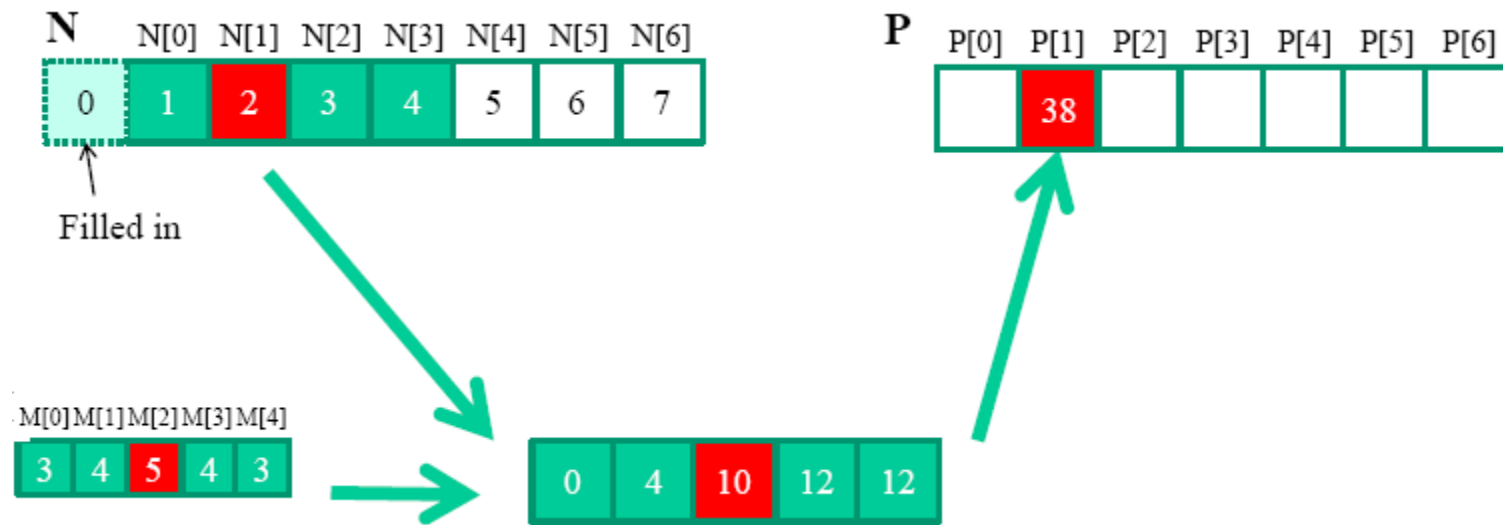 N N[0] N[1] N[2] N[3] N[4] N[5] N[6]
0 1 2 3 4 5 6 7
Filled in
P P[0] P[1] P[2] P[3] P[4] P[5] P[6]
38
M[0] M[1] M[2] M[3] M[4]
3 4 5 4 3
0 4 10 12 12